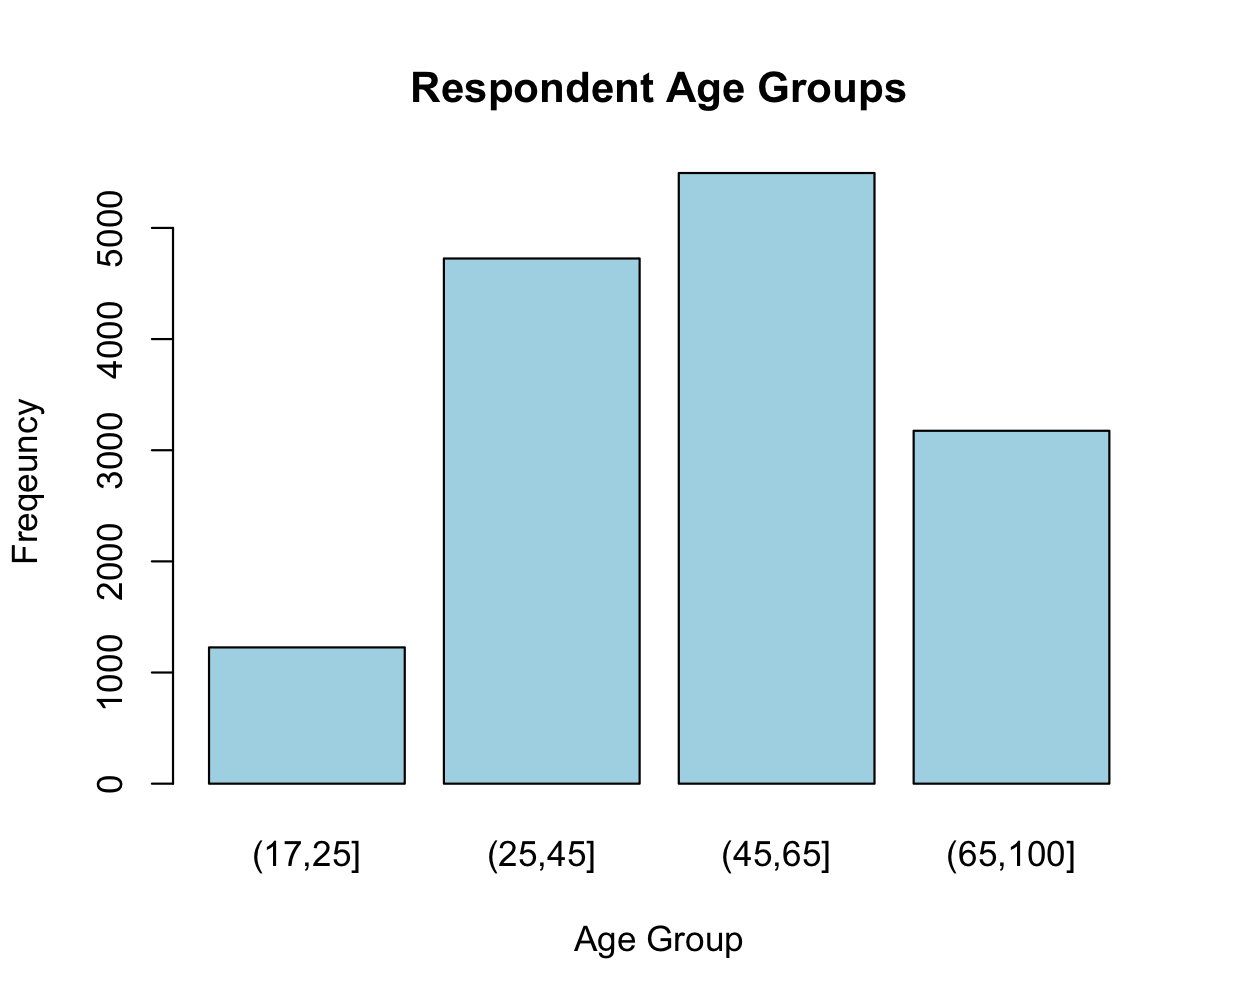 Respondent Age Groups
Freqeuncy
5000
4000
3000
2000
1000
0
(17,25] (25,45] (45,65] (65,100]
Age Group